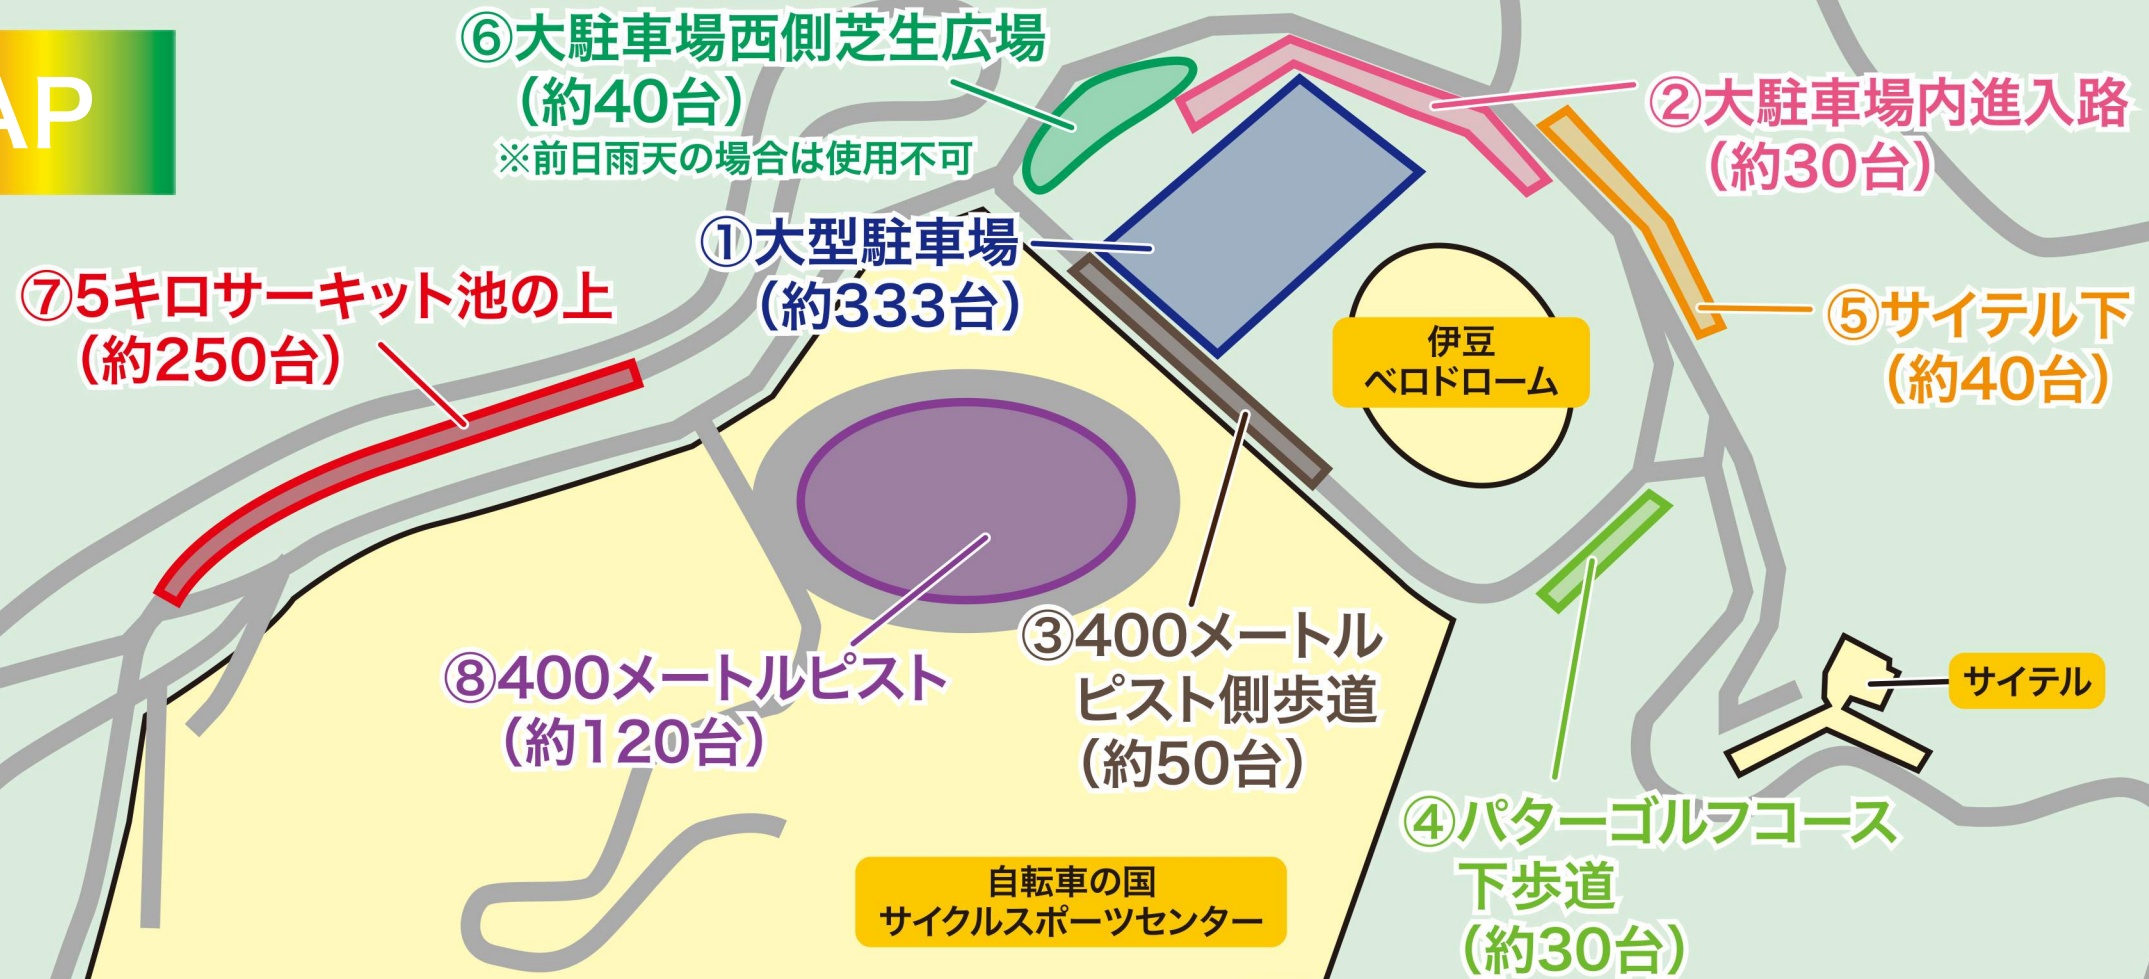 AP
⑥大駐車場西側芝生広場
(約40台)
※前日雨天の場合は使用不可
②大駐車場内進入路
(約30台)
①大型駐車場
(約333台)
⑦5キロサーキット池の上
(約250台)
⑤サイテル下
(約40台)
伊豆
ベロドローム
③400メートル
ピスト側歩道
(約50台)
⑧400メートルピスト
(約120台)
サイテル
④パターゴルフコース
下歩道
(約30台)
自転車の国
サイクルスポーツセンター